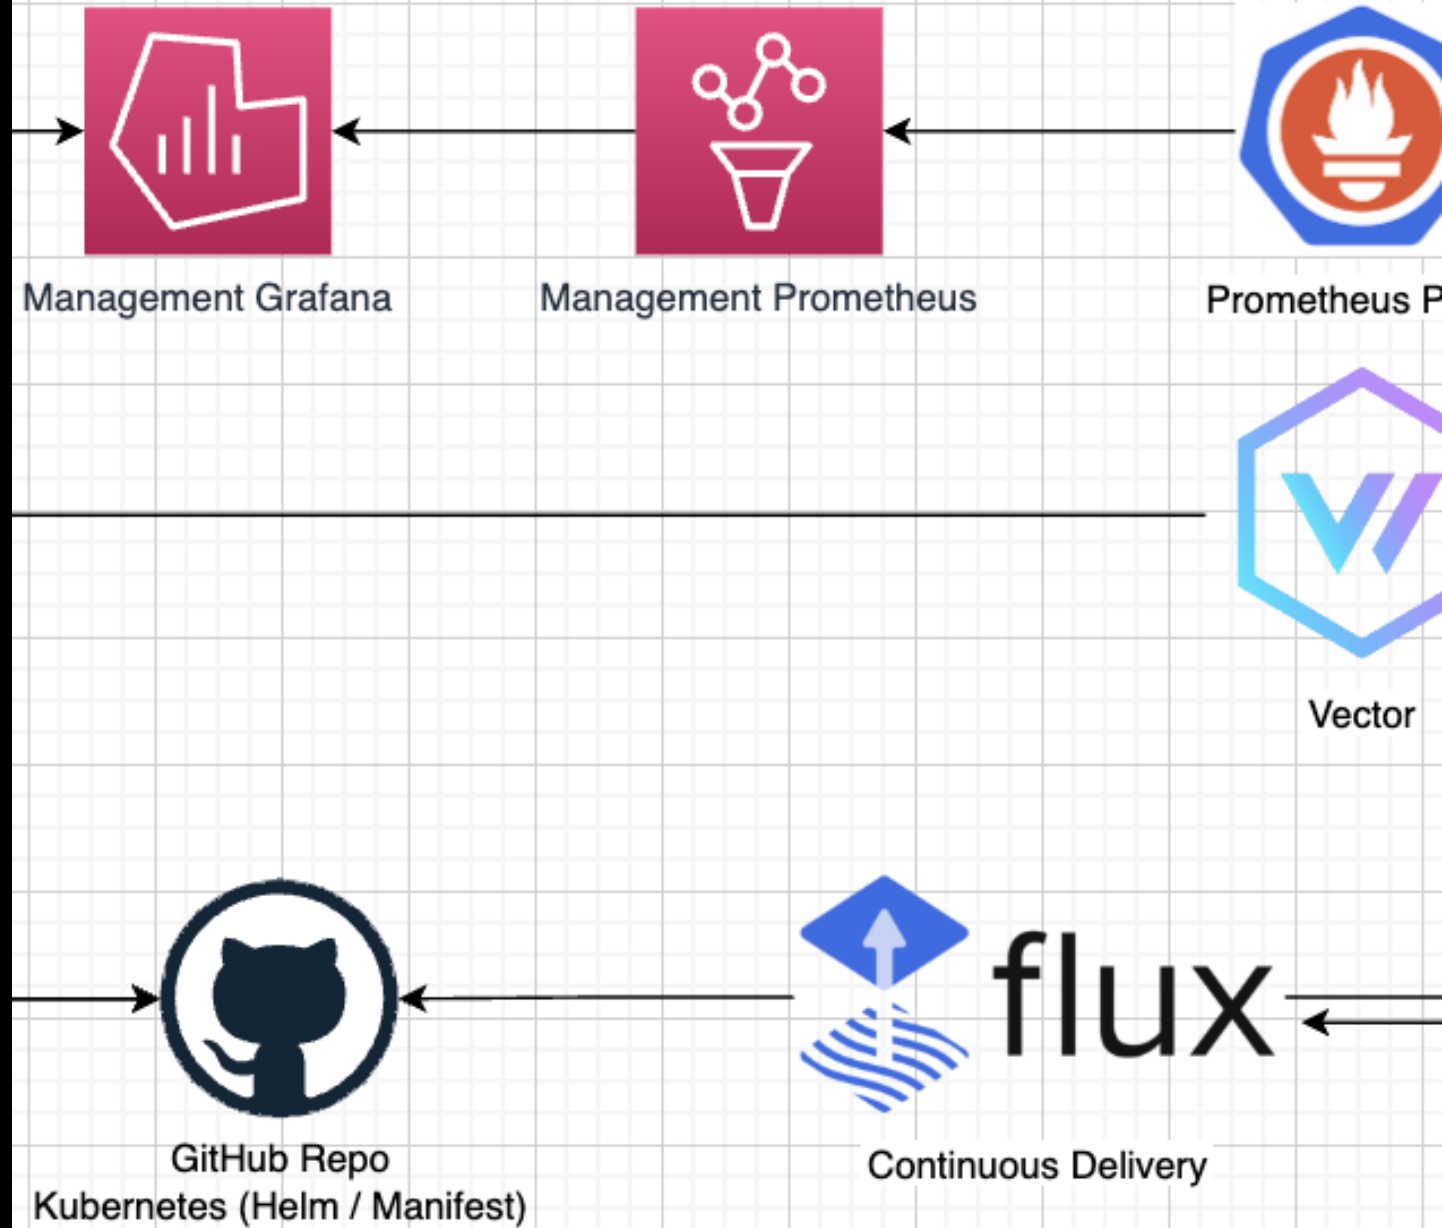 Management Grafana
Management Prometheus
Prometheus P
Vector
flux
GitHub Repo
Kubernetes (Helm / Manifest)
Continuous Delivery